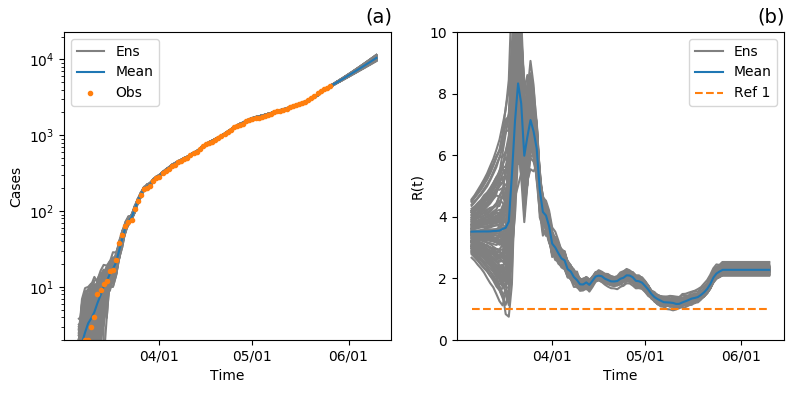 (a)
10^4
10^3
10^2
10^1
Cases
Ens
Mean
Obs
04/01
05/01
06/01
Time
(b)
10
8
6
4
2
0
R(t)
Ens
Mean
Ref 1
04/01
05/01
06/01
Time